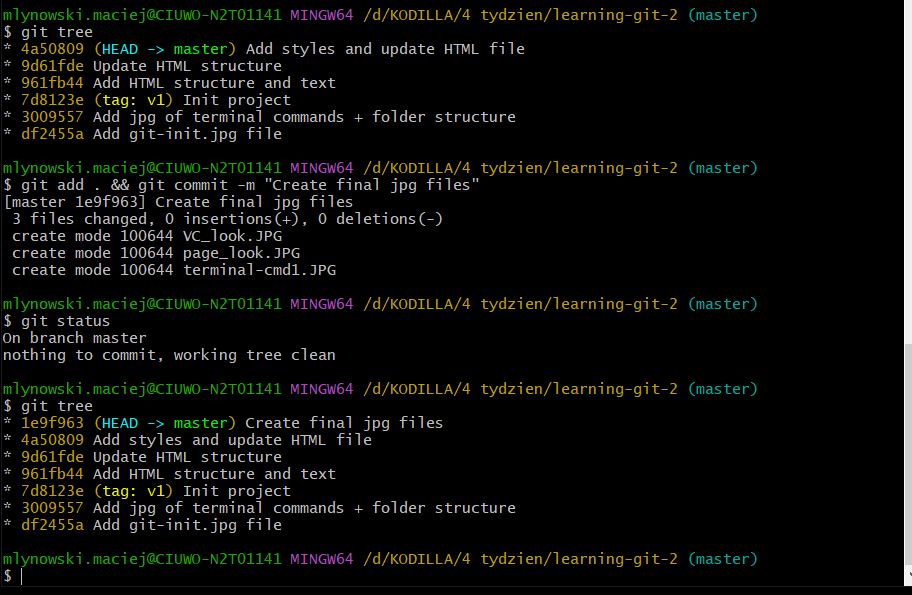 mlynowski.maciej@CIUWO-N2TO1141 MINGW64 /d/KODILLA/4 tydzien/learning-git-2 (master)
$ git tree
* 4a50809 (HEAD -> master) Add styles and update HTML file
* 9d61fde Update HTML structure
* 961fb44 Add HTML structure and text
* 7d8123e (tag: v1) Init project
* 3009557 Add jpg of terminal commands + folder structure
* df2455a Add git-init.jpg file
mlynowski.maciej@CIUWO-N2TO1141 MINGW64 /d/KODILLA/4 tydzien/learning-git-2 (master)
$ git add . && git commit -m "Create final jpg files"
[master 1e9f963] Create final jpg files
 3 files changed, 0 insertions(+), 0 deletions(-)
 create mode 100644 VC_look.JPG
 create mode 100644 page_look.JPG
 create mode 100644 terminal-cmd1.JPG
mlynowski.maciej@CIUWO-N2TO1141 MINGW64 /d/KODILLA/4 tydzien/learning-git-2 (master)
$ git status
On branch master
nothing to commit, working tree clean
mlynowski.maciej@CIUWO-N2TO1141 MINGW64 /d/KODILLA/4 tydzien/learning-git-2 (master)
$ git tree
* 1e9f963 (HEAD -> master) Create final jpg files
* 4a50809 Add styles and update HTML file
* 9d61fde Update HTML structure
* 961fb44 Add HTML structure and text
* 7d8123e (tag: v1) Init project
* 3009557 Add jpg of terminal commands + folder structure
* df2455a Add git-init.jpg file
mlynowski.maciej@CIUWO-N2TO1141 MINGW64 /d/KODILLA/4 tydzien/learning-git-2 (master)
$